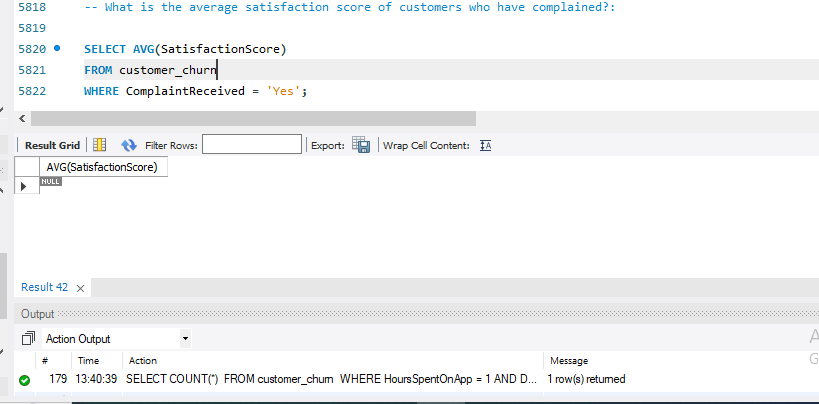 5818 -- What is the average satisfaction score of customers who have complained?:
5819
5820 SELECT AVG(SatisfactionScore)
5821 FROM customer_churn
5822 WHERE ComplaintReceived = 'Yes';
Result Grid Filter Rows: Export: Wrap Cell Content: IA
AVG(SatisfactionScore)
NULL
Result 42
Output
Action Output
# Time Action Message
179 13:40:39 SELECT COUNT(*) FROM customer_churn WHERE HoursSpentOnApp = 1 AND D... 1 row(s) returned